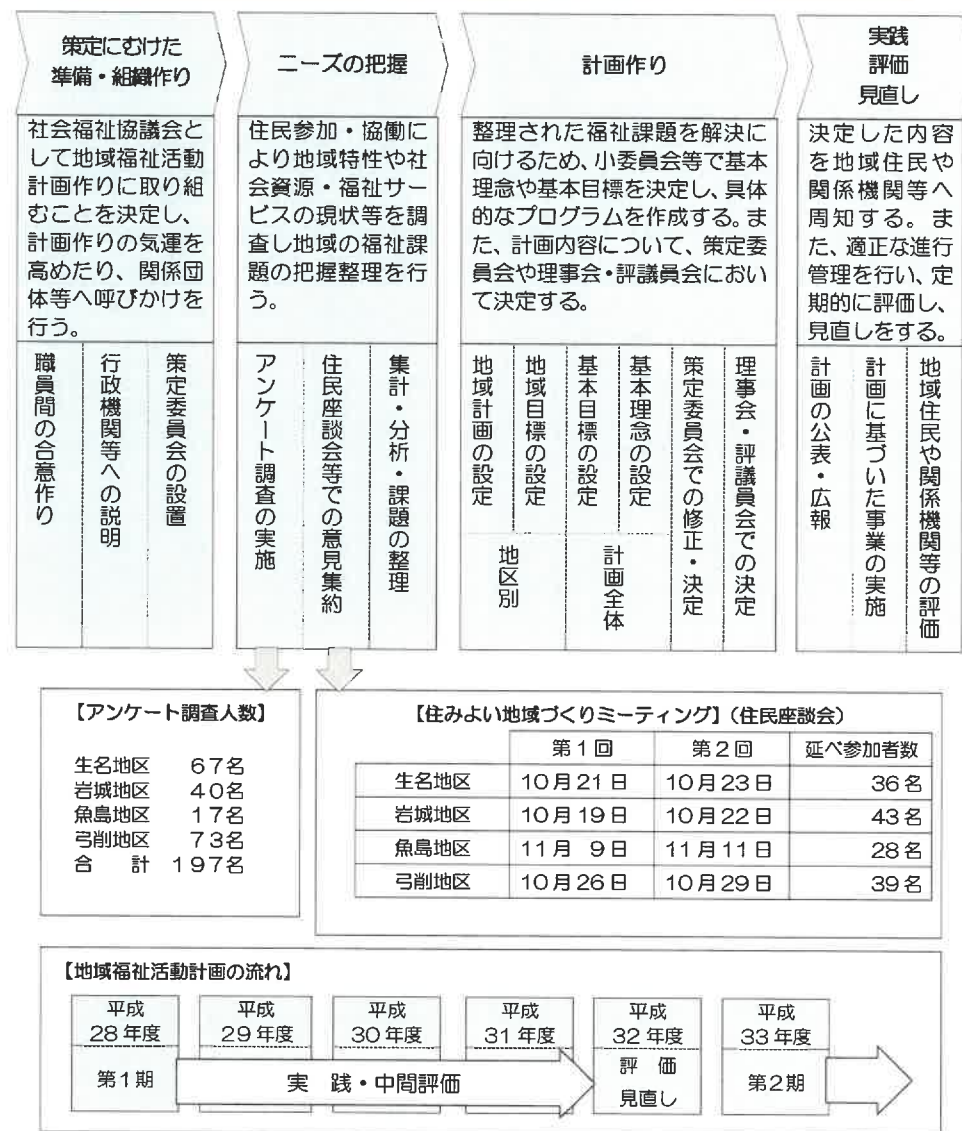 策定にむけた
準備・組織作り
社会福祉協議会と
して地域福祉活動
計画作りに取り組
むことを決定し、
計画作りの気運を
高めたり、関係団
体等へ呼びかけを
行う。
職員間の合意作り
行政機関等への説明
策定委員会の設置
ニーズの把握
住民参加・協働に
より地域特性や社
会資源・福祉サー
ビスの現状等を調
査し地域の福祉課
題の把握整理を行
う。
アンケート調査の実施
住民座談会等での意見集約
集計・分析・課題の整理
計画作り
整理された福祉課題を解決に
向けるため、小委員会等で基本
理念や基本目標を決定し、具体
的なプログラムを作成する。ま
た、計画内容について、策定委
員会や理事会・評議員会におい
て決定する。
地域計画の設定
地域目標の設定
地区別
基本目標の設定
基本理念の設定
計画全体
策定委員会での修正・決定
理事会・評議員会での決定
実践
評価
見直し
決定した内容
を地域住民や
関係機関等へ
周知する。ま
た、適正な進行
管理を行い、定
期的に評価し、
見直しをする。
計画の公表・広報
計画に基づいた事業の実施
地域住民や関係機関等の評価
【アンケート調査人数】
生名地区 67名
岩城地区 40名
魚島地区 17名
弓削地区 73名
合 計 197名
【住みよい地域づくりミーティング】(住民座談会)
第1回 第2回 延べ参加者数
生名地区 10月21日 10月23日 36名
岩城地区 10月19日 10月22日 43名
魚島地区 11月 9日 11月11日 28名
弓削地区 10月26日 10月29日 39名
【地域福祉活動計画の流れ】
平成 平成 平成 平成 平成 平成
28年度 29年度 30年度 31年度 32年度 33年度
第1期 実 践・中間評価 評 価 第2期
見直し